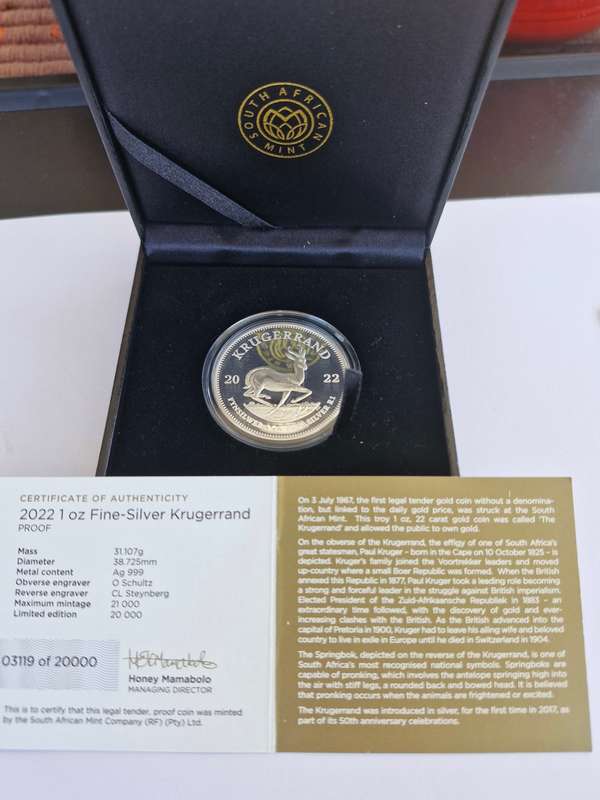 SOUTH AFRICAN
MINT
KRUGERRAND
20 22
FYNSILWER SILVER R1
CERTIFICATE OF AUTHENTICITY
2022 1 oz Fine-Silver Krugerrand
PROOF
Mass 31.107g
Diameter 38.725mm
Metal content Ag 999
Obverse engraver O Schultz
Reverse engraver CL Steynberg
Maximum mintage 21 000
Limited edition 20 000
03119 of 20000
Honey Mamabolo
MANAGING DIRECTOR
This is to certify that this legal tender, proof coin was minted
by the South African Mint Company (RF) (Pty) Ltd.
On 3 July 1967, the first legal tender gold coin without a denomina-
tion, but linked to the daily gold price, was struck at the South
African Mint. This troy 1 oz, 22 carat gold coin was called 'The
Krugerrand' and allowed the public to own gold.
On the obverse of the Krugerrand, the effigy of one of South Africa's
great statesmen, Paul Kruger – born in the Cape on 10 October 1825 – is
depicted. Kruger's family joined the Voortrekker leaders and moved
up-country where a small Boer Republic was formed. When the British
annexed this Republic in 1877, Paul Kruger took a leading role becoming
a strong and forceful leader in the struggle against British imperialism.
Elected President of the Zuid-Afrikaansche Republiek in 1883 – an
extraordinary time followed, with the discovery of gold and ever-
increasing clashes with the British. As the British advanced into the
capital of Pretoria in 1900, Kruger had to leave his ailing wife and beloved
country to live in exile in Europe until he died in Switzerland in 1904.
The Springbok, depicted on the reverse of the Krugerrand, is one of
South Africa's most recognised national symbols. Springboks are
capable of pronking, which involves the antelope springing high into
the air with stiff legs, a rounded back and bowed head. It is believed
that pronking occurs when the animals are frightened or excited.
The Krugerrand was introduced in silver, for the first time in 2017, as
part of its 50th anniversary celebrations.